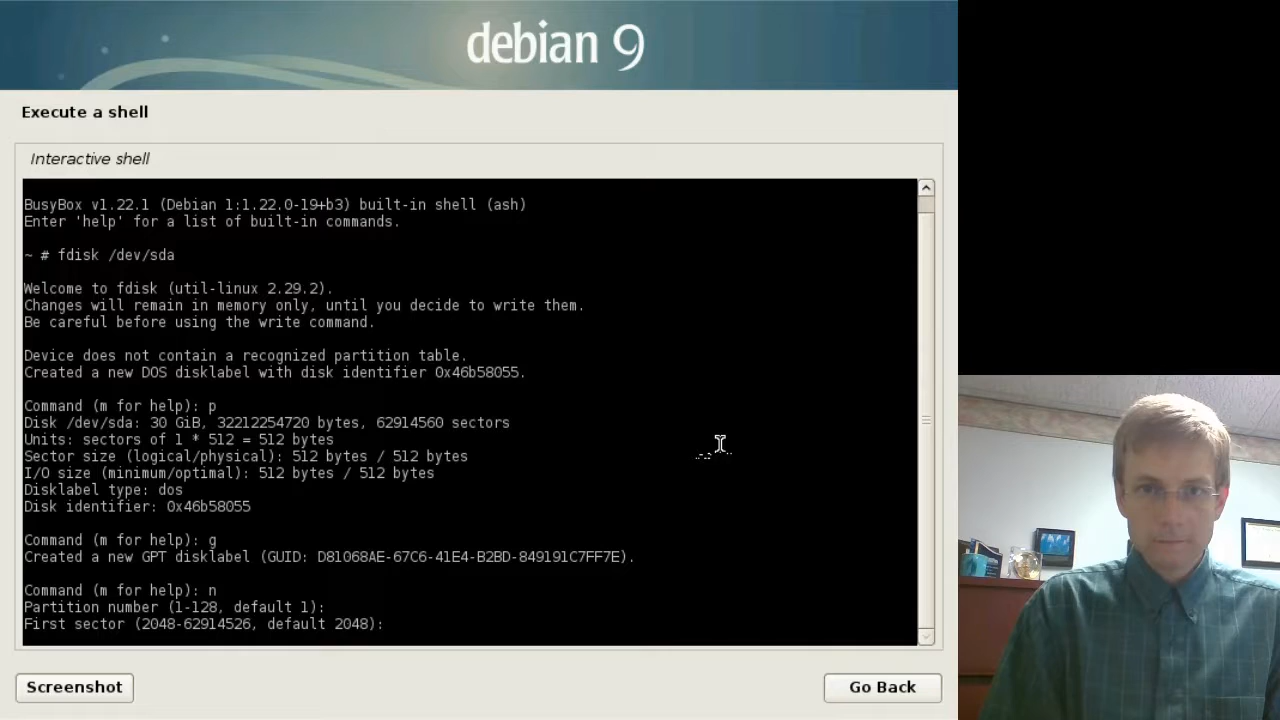 debian 9
Execute a shell
Interactive shell
BusyBox v1.22.1 (Debian 1:1.22.0-19+b3) built-in shell (ash)
Enter 'help' for a list of built-in commands.
~ # fdisk /dev/sda
Welcome to fdisk (util-linux 2.29.2).
Changes will remain in memory only, until you decide to write them.
Be careful before using the write command.
Device does not contain a recognized partition table.
Created a new DOS disklabel with disk identifier 0x46b58055.
Command (m for help): p
Disk /dev/sda: 30 GiB, 32212254720 bytes, 62914560 sectors
Units: sectors of 1 * 512 = 512 bytes
Sector size (logical/physical): 512 bytes / 512 bytes
I/O size (minimum/optimal): 512 bytes / 512 bytes
Disklabel type: dos
Disk identifier: 0x46b58055
Command (m for help): g
Created a new GPT disklabel (GUID: D81068AE-67C6-41E4-B2BD-849191C7FF7E).
Command (m for help): n
Partition number (1-128, default 1):
First sector (2048-62914526, default 2048):
Screenshot
Go Back